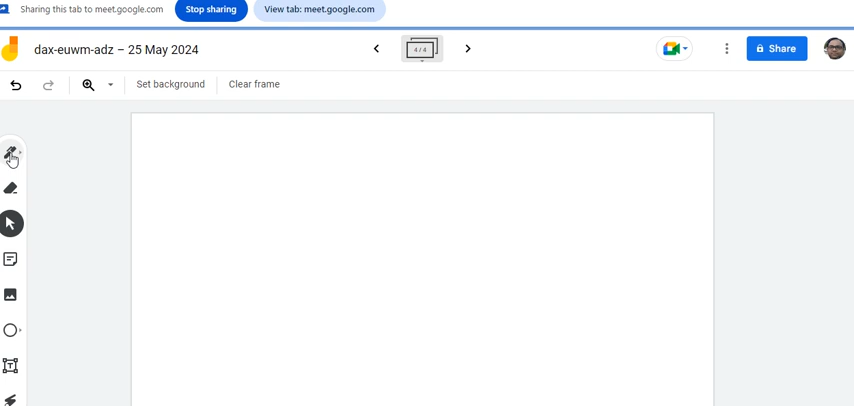 Sharing this tab to meet.google.com Stop sharing View tab: meet.google.com
dax-euwm-adz – 25 May 2024 4 / 4 Share
Set background Clear frame
T